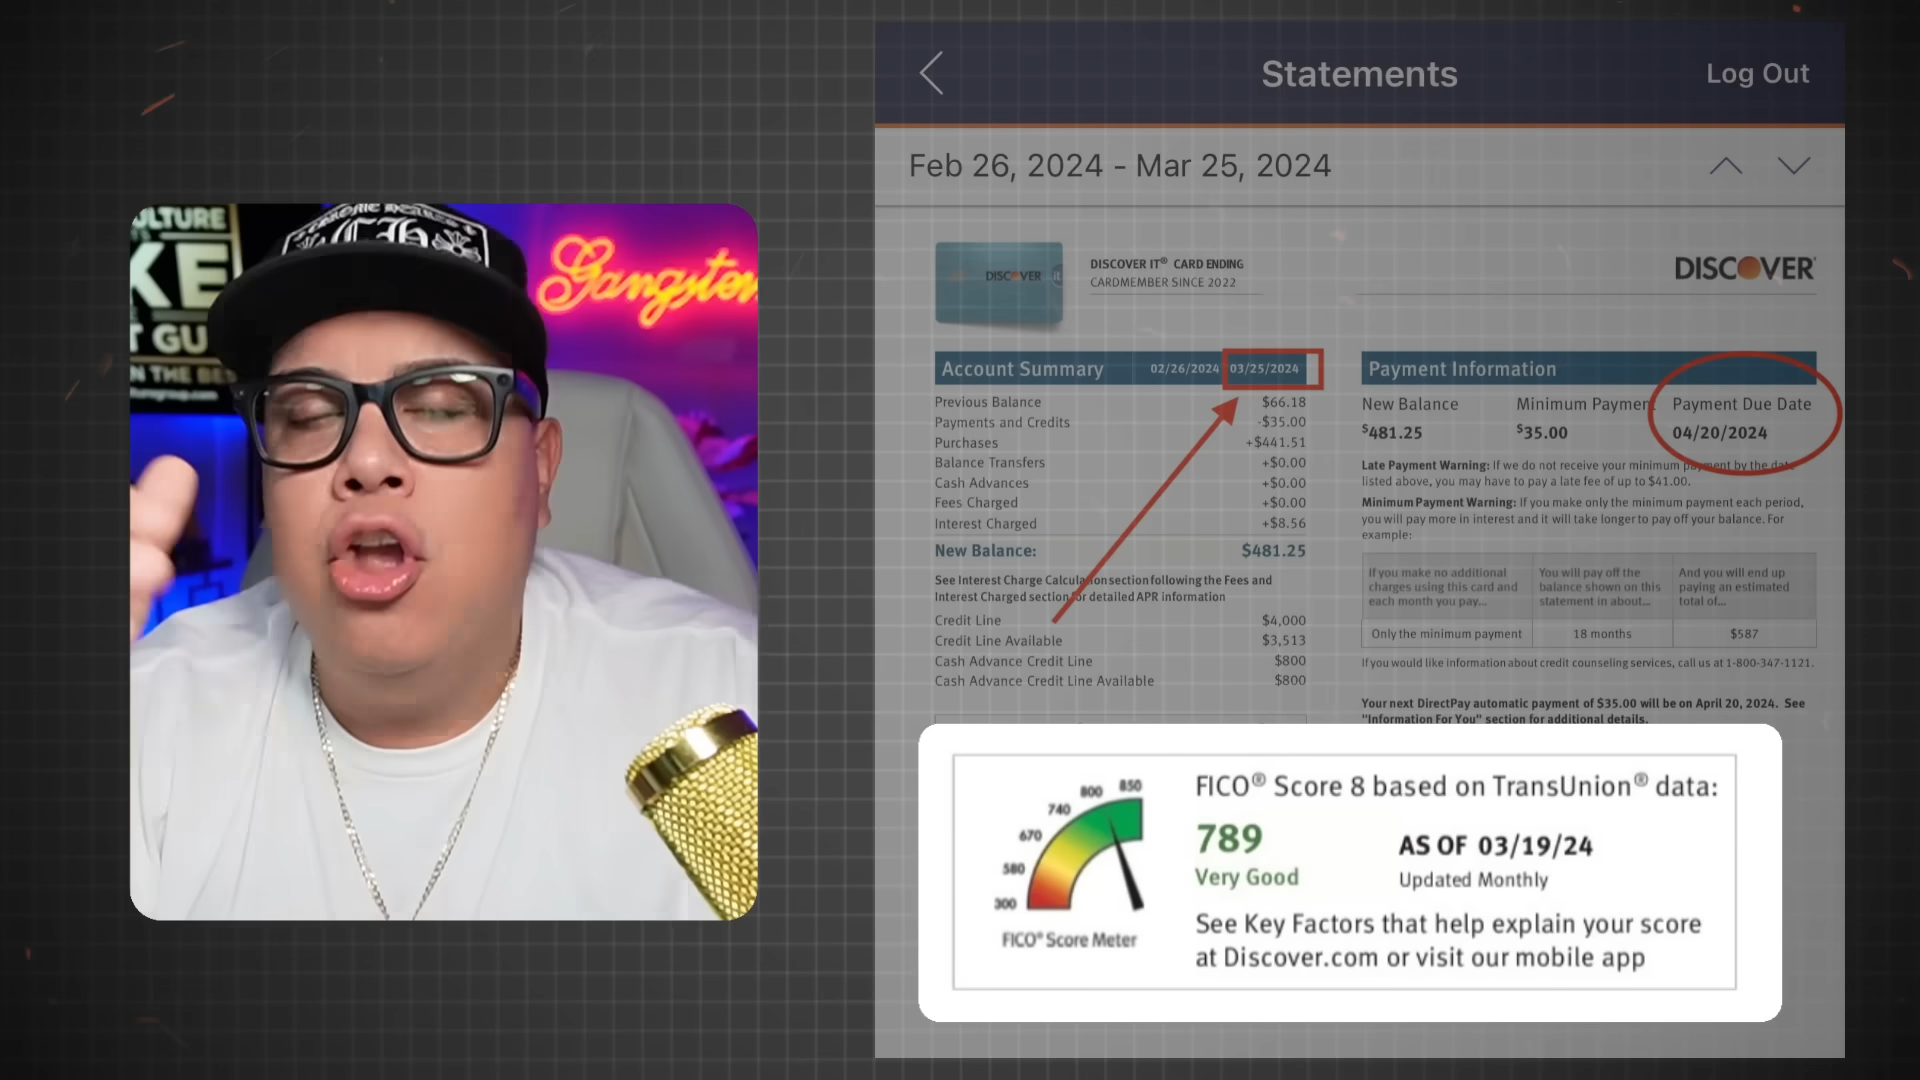 ULTURE
KE
T GU
N THE BE
CH
Gangster
Statements
Log Out
Feb 26, 2024 - Mar 25, 2024
DISCOVER it
DISCOVER IT® CARD ENDING
CARDMEMBER SINCE 2022
DISCOVER
Account Summary 02/26/2024 03/25/2024
Previous Balance $66.18
Payments and Credits -$35.00
Purchases +$441.51
Balance Transfers +$0.00
Cash Advances +$0.00
Fees Charged +$0.00
Interest Charged +$8.56
New Balance: $481.25
See Interest Charge Calculation section following the Fees and
Interest Charged section for detailed APR information
Credit Line $4,000
Credit Line Available $3,513
Cash Advance Credit Line $800
Cash Advance Credit Line Available $800
Payment Information
New Balance Minimum Payment Payment Due Date
$481.25 $35.00 04/20/2024
Late Payment Warning: If we do not receive your minimum payment by the date
listed above, you may have to pay a late fee of up to $41.00.
Minimum Payment Warning: If you make only the minimum payment each period,
you will pay more in interest and it will take longer to pay off your balance. For
example:
If you make no additional
charges using this card and
each month you pay...
You will pay off the
balance shown on this
statement in about...
And you will end up
paying an estimated
total of...
Only the minimum payment 18 months $587
If you would like information about credit counseling services, call us at 1-800-347-1121.
Your next DirectPay automatic payment of $35.00 will be on April 20, 2024. See
"Information For You" section for additional details.
300
580
670
740
800
850
FICO® Score Meter
FICO® Score 8 based on TransUnion® data:
789 AS OF 03/19/24
Very Good Updated Monthly
See Key Factors that help explain your score
at Discover.com or visit our mobile app